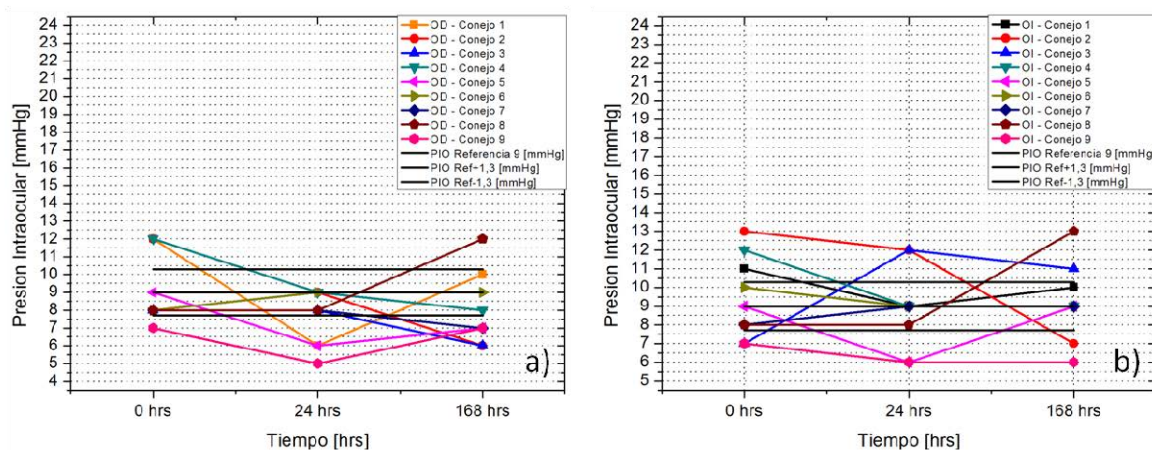 24
23
22
21
20
19
18
17
16
15
14
13
12
11
10
9
8
7
6
5
4
Presion Intraocular [mmHg]
OD - Conejo 1
OD - Conejo 2
OD - Conejo 3
OD - Conejo 4
OD - Conejo 5
OD - Conejo 6
OD - Conejo 7
OD - Conejo 8
OD - Conejo 9
PIO Referencia 9 [mmHg]
PIO Ref+1,3 [mmHg]
PIO Ref-1,3 [mmHg]
a)
0 hrs 24 hrs 168 hrs
Tiempo [hrs]
24
23
22
21
20
19
18
17
16
15
14
13
12
11
10
9
8
7
6
5
Presion Intraocular [mmHg]
OI - Conejo 1
OI - Conejo 2
OI - Conejo 3
OI - Conejo 4
OI - Conejo 5
OI - Conejo 6
OI - Conejo 7
OI - Conejo 8
OI - Conejo 9
PIO Referencia 9 [mmHg]
PIO Ref+1,3 [mmHg]
PIO Ref-1,3 [mmHg]
b)
0 hrs 24 hrs 168 hrs
Tiempo [hrs]